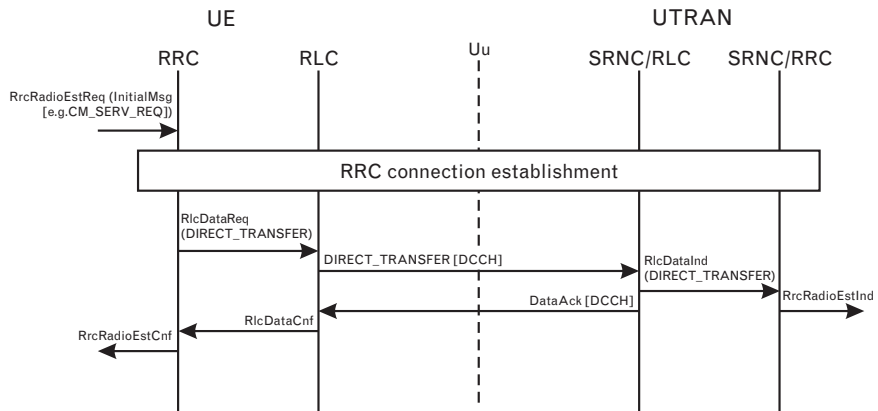 UE
UTRAN
RRC
RLC
Uu
SRNC/RLC
SRNC/RRC
RrcRadioEstReq (InitialMsg
[e.g.CM_SERV_REQ])
RRC connection establishment
RlcDataReq
(DIRECT_TRANSFER)
DIRECT_TRANSFER [DCCH]
RlcDataInd
(DIRECT_TRANSFER)
RrcRadioEstInd
DataAck [DCCH]
RlcDataCnf
RrcRadioEstCnf